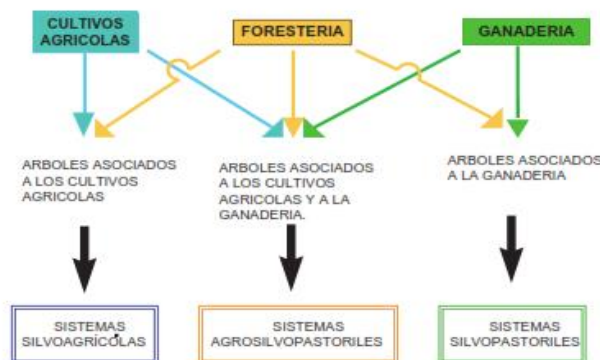 CULTIVOS
AGRICOLAS
FORESTERIA
GANADERIA
ARBOLES ASOCIADOS
A LOS CULTIVOS
AGRICOLAS
ARBOLES ASOCIADOS
A LOS CULTIVOS
AGRICOLAS Y A LA
GANADERIA.
ARBOLES ASOCIADOS
A LA GANADERIA
SISTEMAS
SILVOAGRÍCOLAS
SISTEMAS
AGROSILVOPASTORILES
SISTEMAS
SILVOPASTORILES